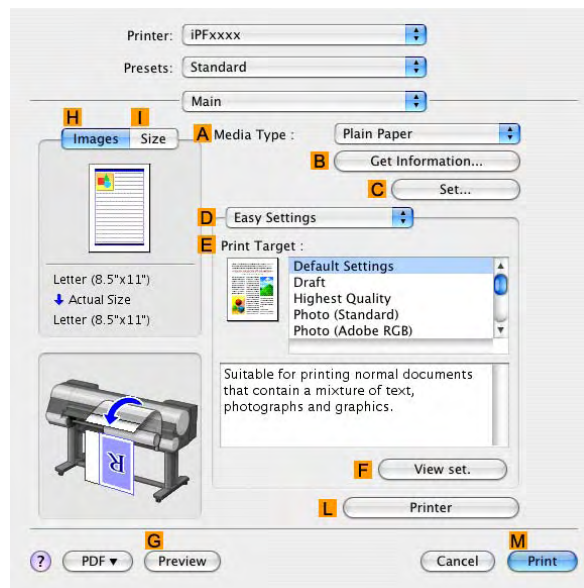 Printer: iPFxxxx
Presets: Standard
Main
H I
Images Size
A Media Type : Plain Paper
B Get Information...
C Set...
D Easy Settings
E Print Target :
Default Settings
Draft
Highest Quality
Photo (Standard)
Photo (Adobe RGB)
Letter (8.5"x11")
Actual Size
Letter (8.5"x11")
Suitable for printing normal documents
that contain a mixture of text,
photographs and graphics.
R
F View set.
L Printer
G M
? PDF Preview Cancel Print